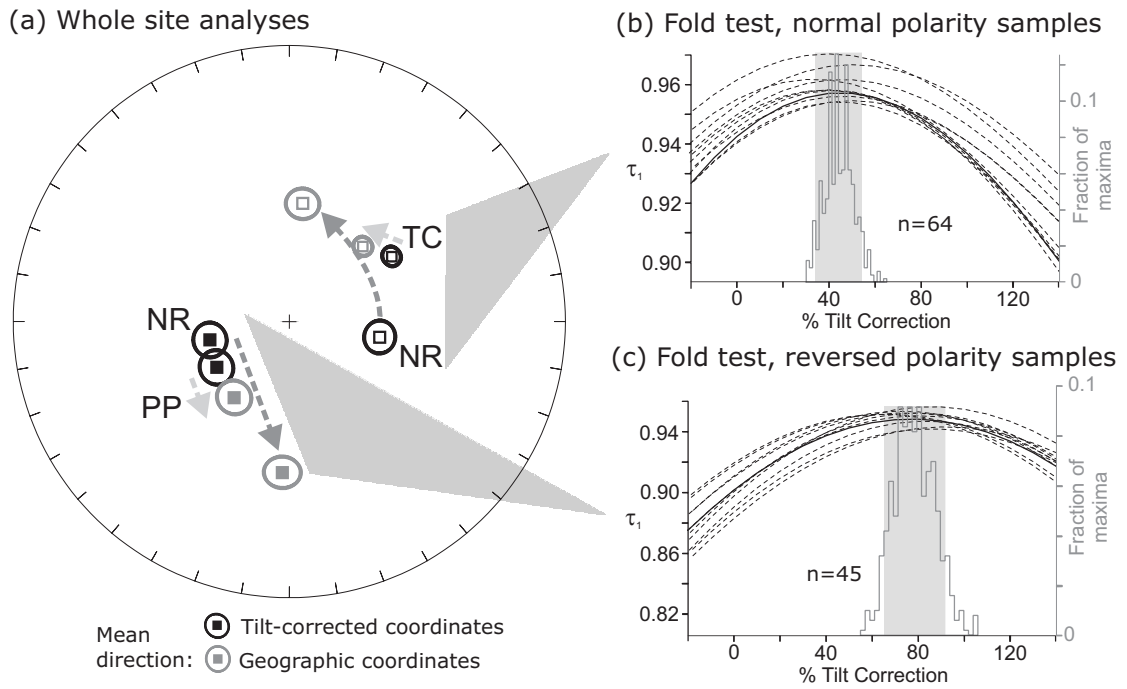 (a) Whole site analyses
TC
NR
NR
PP
Mean
direction:
Tilt-corrected coordinates
Geographic coordinates
(b) Fold test, normal polarity samples
0.96
0.94
τ1
0.92
0.90
0.1
Fraction of
maxima
0
n=64
0 40 80 120
% Tilt Correction
(c) Fold test, reversed polarity samples
0.94
0.90
τ1
0.86
0.82
0.1
Fraction of
maxima
0
n=45
0 40 80 120
% Tilt Correction